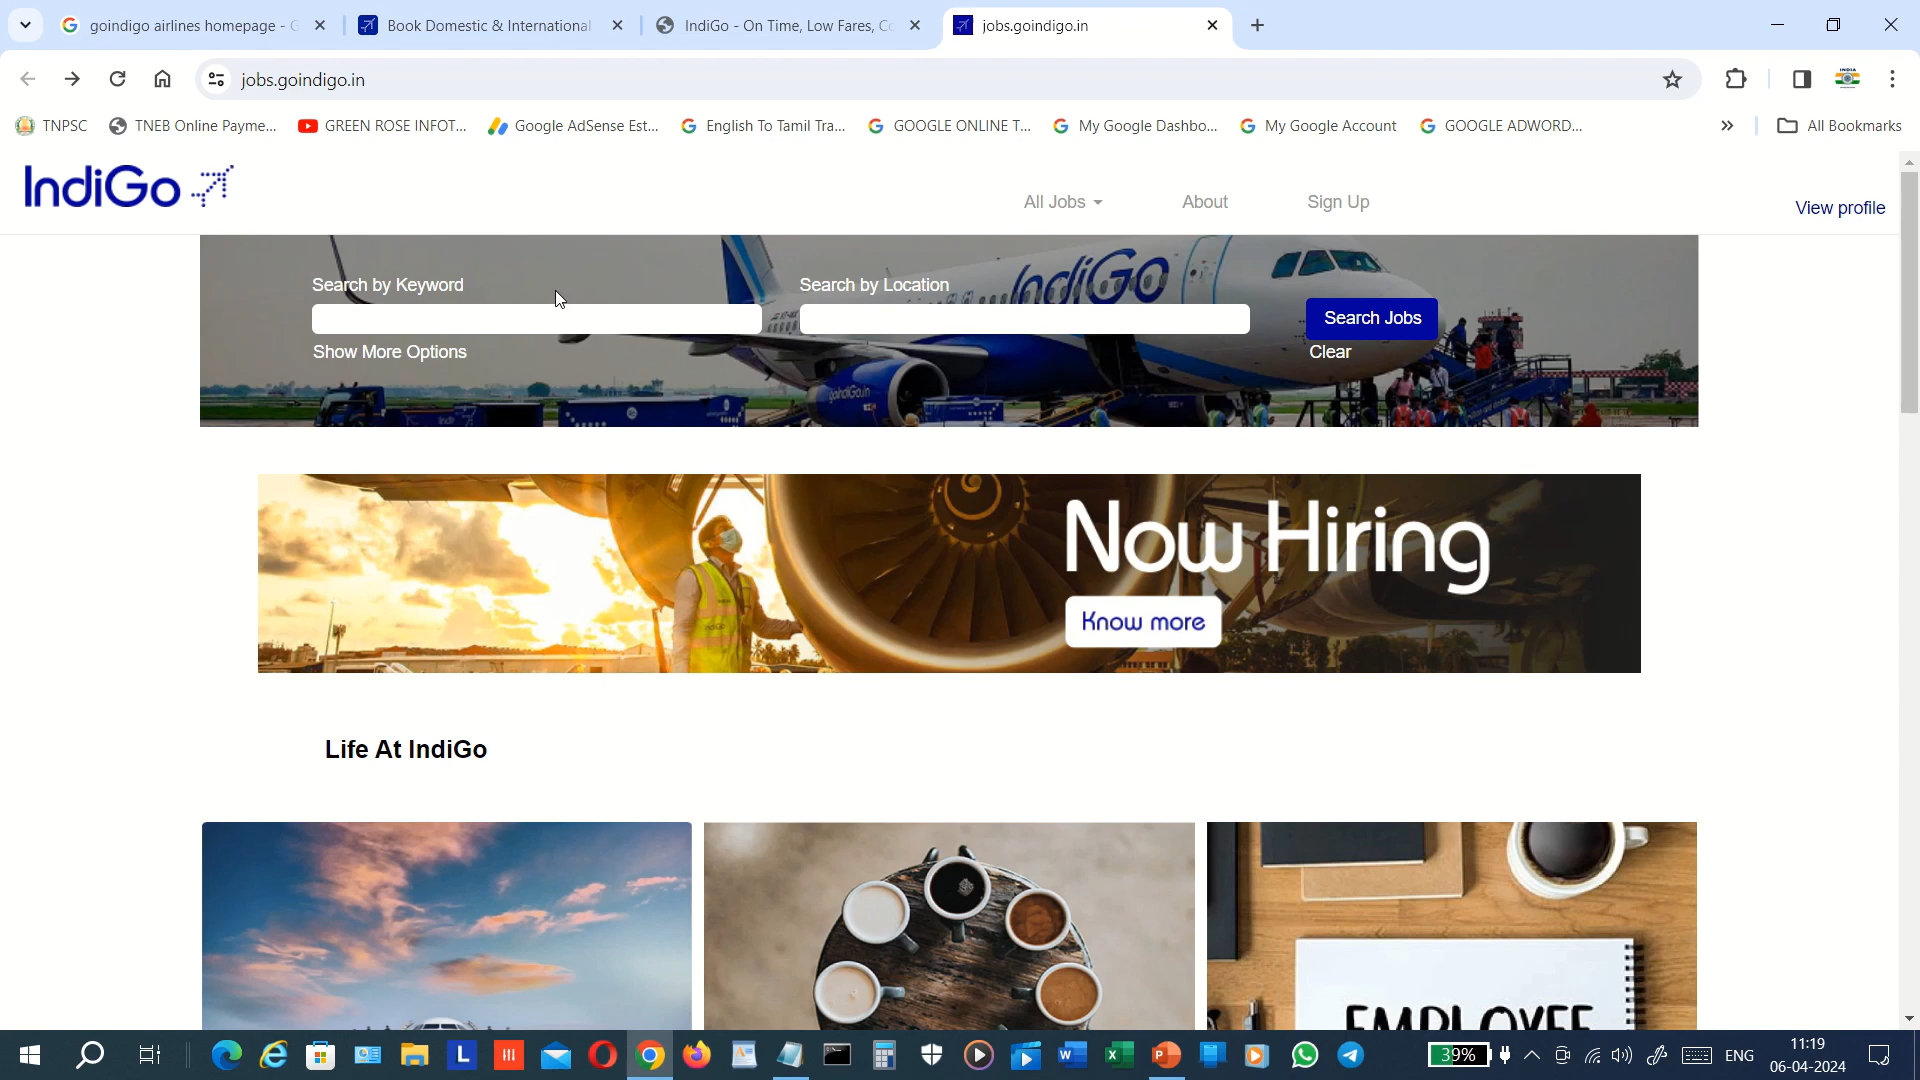 goindigo airlines homepage - G
Book Domestic & International
IndiGo - On Time, Low Fares, Co
jobs.goindigo.in
jobs.goindigo.in
TNPSC
TNEB Online Payme...
GREEN ROSE INFOT...
Google AdSense Est...
English To Tamil Tra...
GOOGLE ONLINE T...
My Google Dashbo...
My Google Account
GOOGLE ADWORD...
All Bookmarks
IndiGo
All Jobs
About
Sign Up
View profile
IndiGo
Search by Keyword
Search by Location
Search Jobs
Show More Options
Clear
goIndiGo.in
Now Hiring
Know more
IndiGo
Life At IndiGo
EMPLOYEE
39%
ENG
11:19
06-04-2024